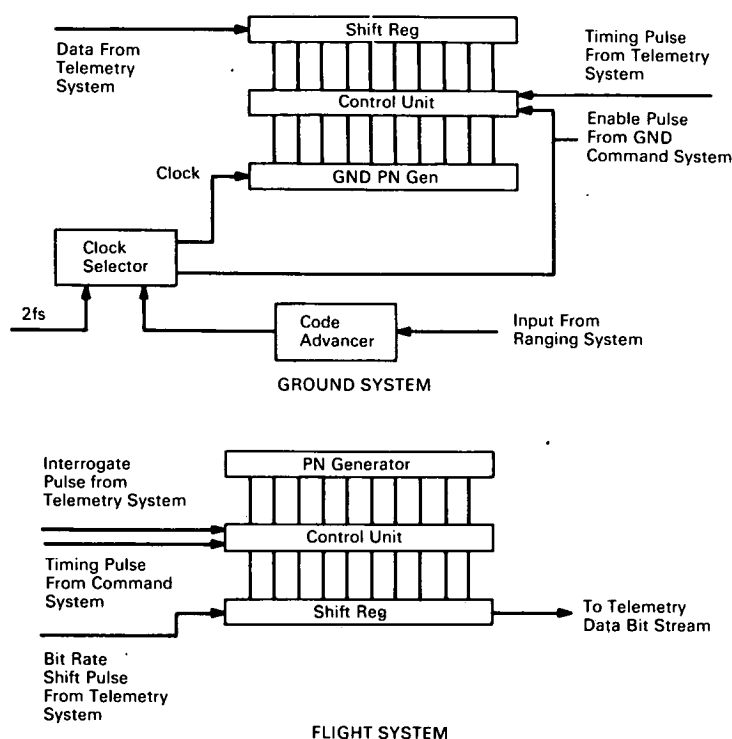 Shift Reg
Data From
Telemetry
System
Timing Pulse
From Telemetry
System
Control Unit
Enable Pulse
From GND
Command System
Clock
GND PN Gen
Clock
Selector
2fs
Code
Advancer
Input From
Ranging System
GROUND SYSTEM
PN Generator
Interrogate
Pulse from
Telemetry System
Control Unit
Timing Pulse
From Command
System
Shift Reg
To Telemetry
Data Bit Stream
Bit Rate
Shift Pulse
From Telemetry
System
FLIGHT SYSTEM